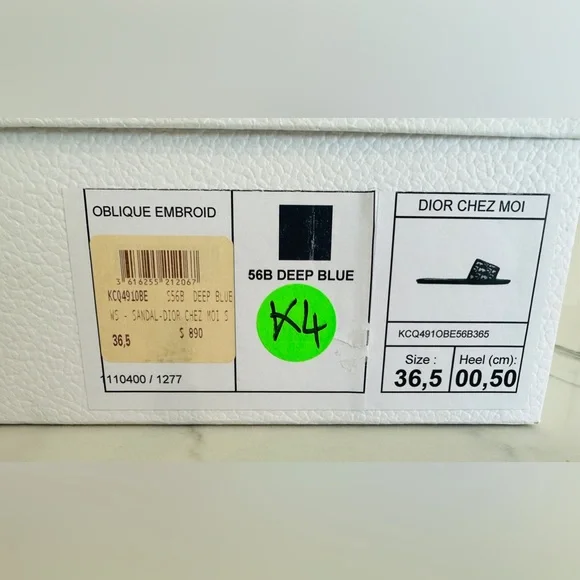 OBLIQUE EMBROID
3 616255 212067
KCQ491OBE S56B DEEP BLUE
WS - SANDAL-DIOR CHEZ MOI S
$ 890
36,5
1110400 / 1277
56B DEEP BLUE
K4
DIOR CHEZ MOI
KCQ491OBE56B365
Size : Heel (cm):
36,5 00,50